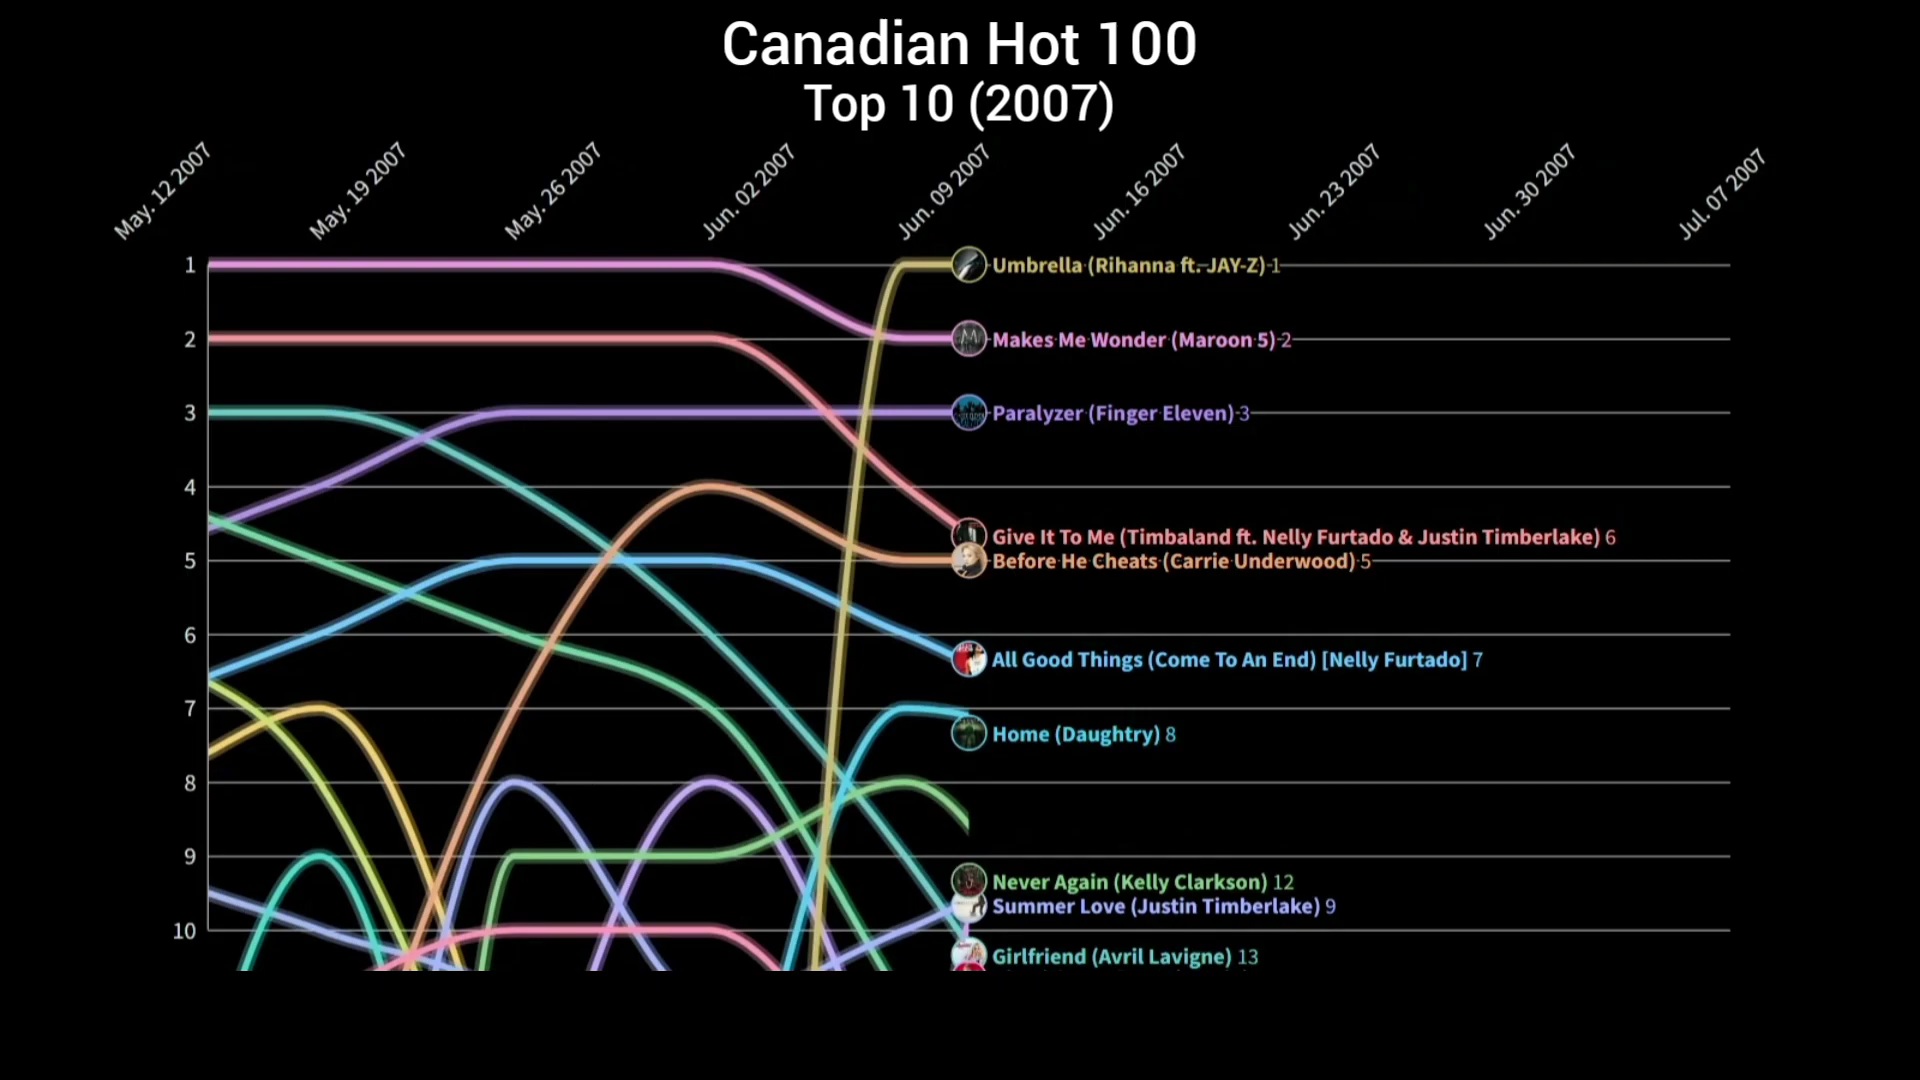 Canadian Hot 100
Top 10 (2007)
May. 12 2007
May. 19 2007
May. 26 2007
Jun. 02 2007
Jun. 09 2007
Jun. 16 2007
Jun. 23 2007
Jun. 30 2007
Jul. 07 2007
1
Umbrella (Rihanna ft. JAY-Z) 1
2
Makes Me Wonder (Maroon 5) 2
3
Paralyzer (Finger Eleven) 3
4
Give It To Me (Timbaland ft. Nelly Furtado & Justin Timberlake) 6
5
Before He Cheats (Carrie Underwood) 5
6
All Good Things (Come To An End) [Nelly Furtado] 7
7
Home (Daughtry) 8
8
9
Never Again (Kelly Clarkson) 12
Summer Love (Justin Timberlake) 9
10
Girlfriend (Avril Lavigne) 13